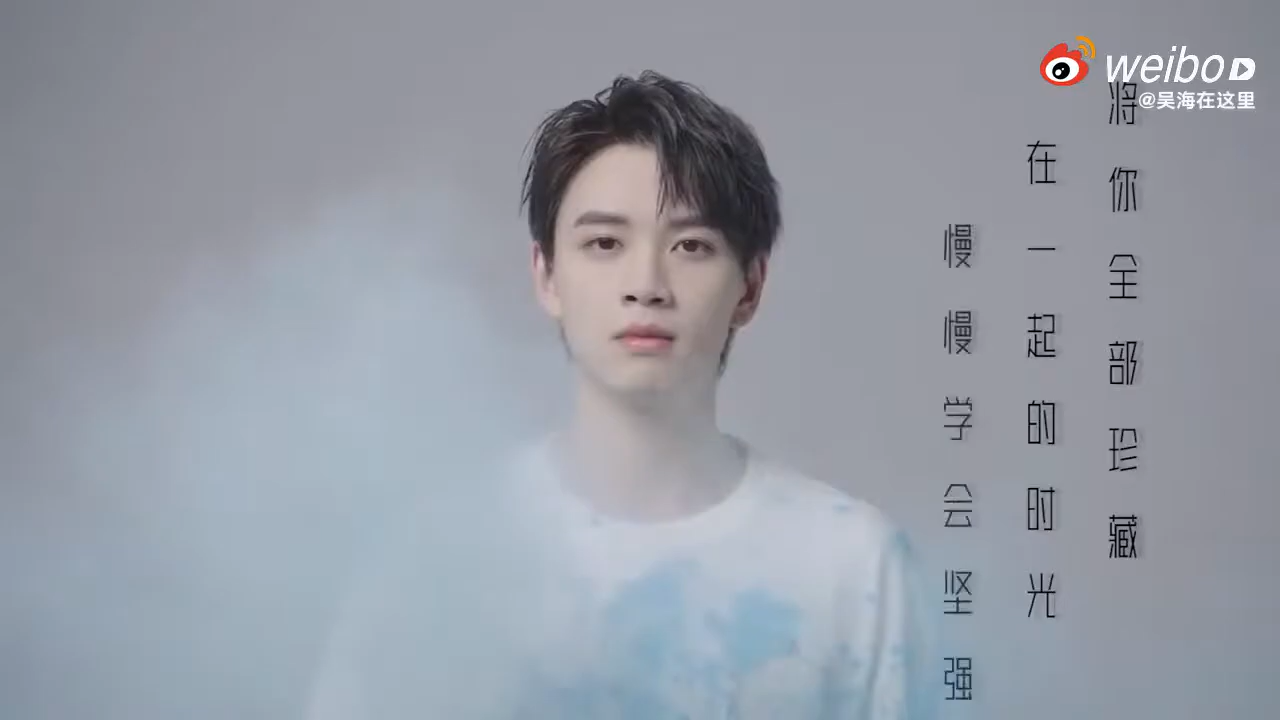 weibo
@吴海在这里
将你全部珍藏
在一起的时光
慢慢学会坚强